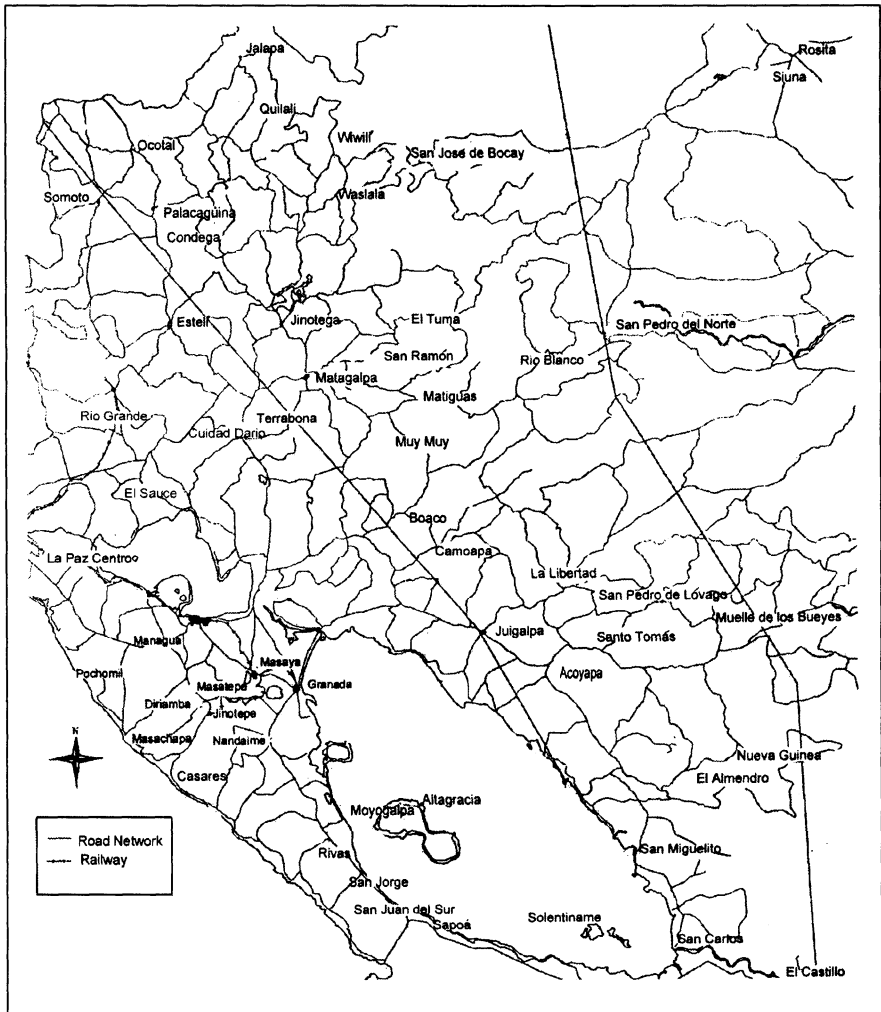 Jalapa
Rosita
Siuna
Quilali
Wiwili
Ocotal
San José de Bocay
Somoto
Waslala
Palacagüina
Condega
Estelí
Jinotega
El Tuma
San Pedro del Norte
San Ramón
Rio Blanco
Matagalpa
Matiguas
Rio Grande
Terrabona
Cuidad Dario
Muy Muy
El Sauce
Boaco
La Paz Centro
Camoapa
La Libertad
San Pedro de Lóvago
Muelle de los Bueyes
Managua
Juigalpa
Santo Tomás
Masaya
Pochomil
Masatepe
Granada
Acoyapa
Diriamba
Jinotepe
Masachapa
Nandaime
N
Nueva Guinea
Casares
El Almendro
Altagracia
Moyogalpa
Road Network
Railway
Rivas
San Miguelito
San Jorge
San Juan del Sur
Solentiname
Sapoá
San Carlos
El Castillo